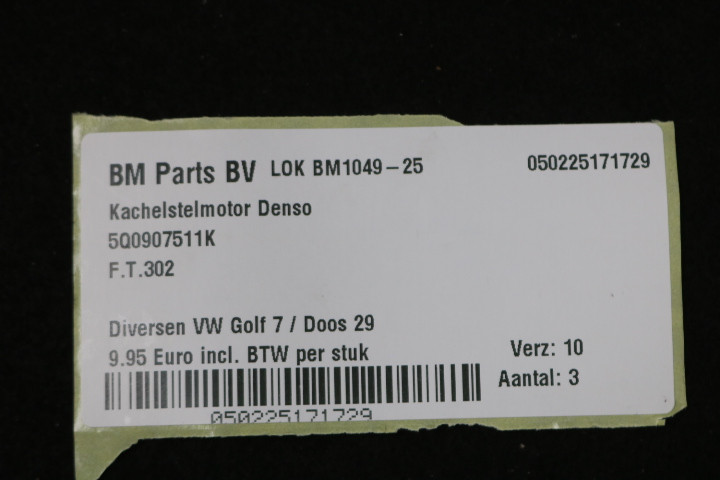 BM Parts BV LOK BM1049-25 050225171729
Kachelstelmotor Denso
5Q0907511K
F.T.302
Diversen VW Golf 7 / Doos 29
9.95 Euro incl. BTW per stuk Verz: 10
Aantal: 3
050225171729